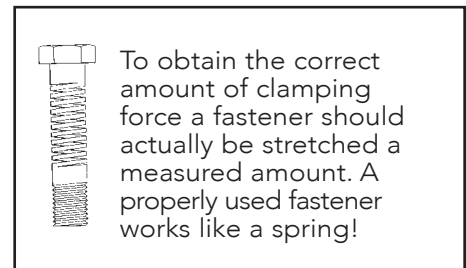 To obtain the correct
amount of clamping
force a fastener should
actually be stretched a
measured amount. A
properly used fastener
works like a spring!